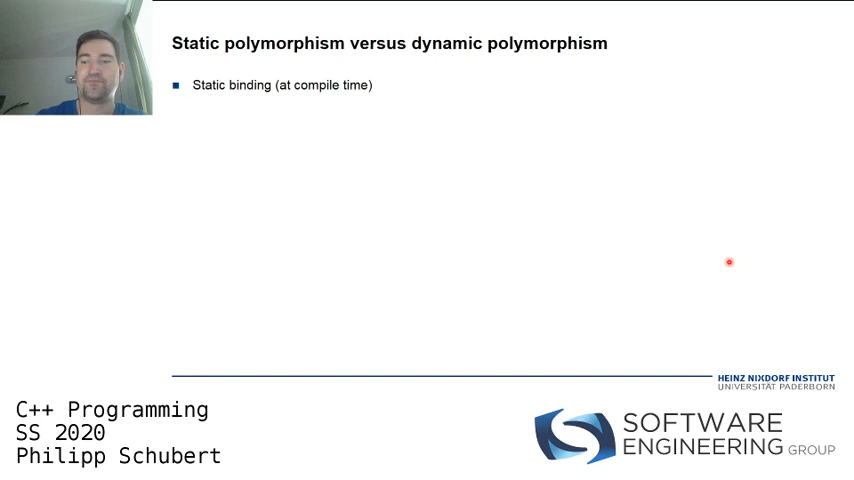 Static polymorphism versus dynamic polymorphism
Static binding (at compile time)
HEINZ NIXDORF INSTITUT
UNIVERSITÄT PADERBORN
C++ Programming
SS 2020
Philipp Schubert
SOFTWARE
ENGINEERING GROUP